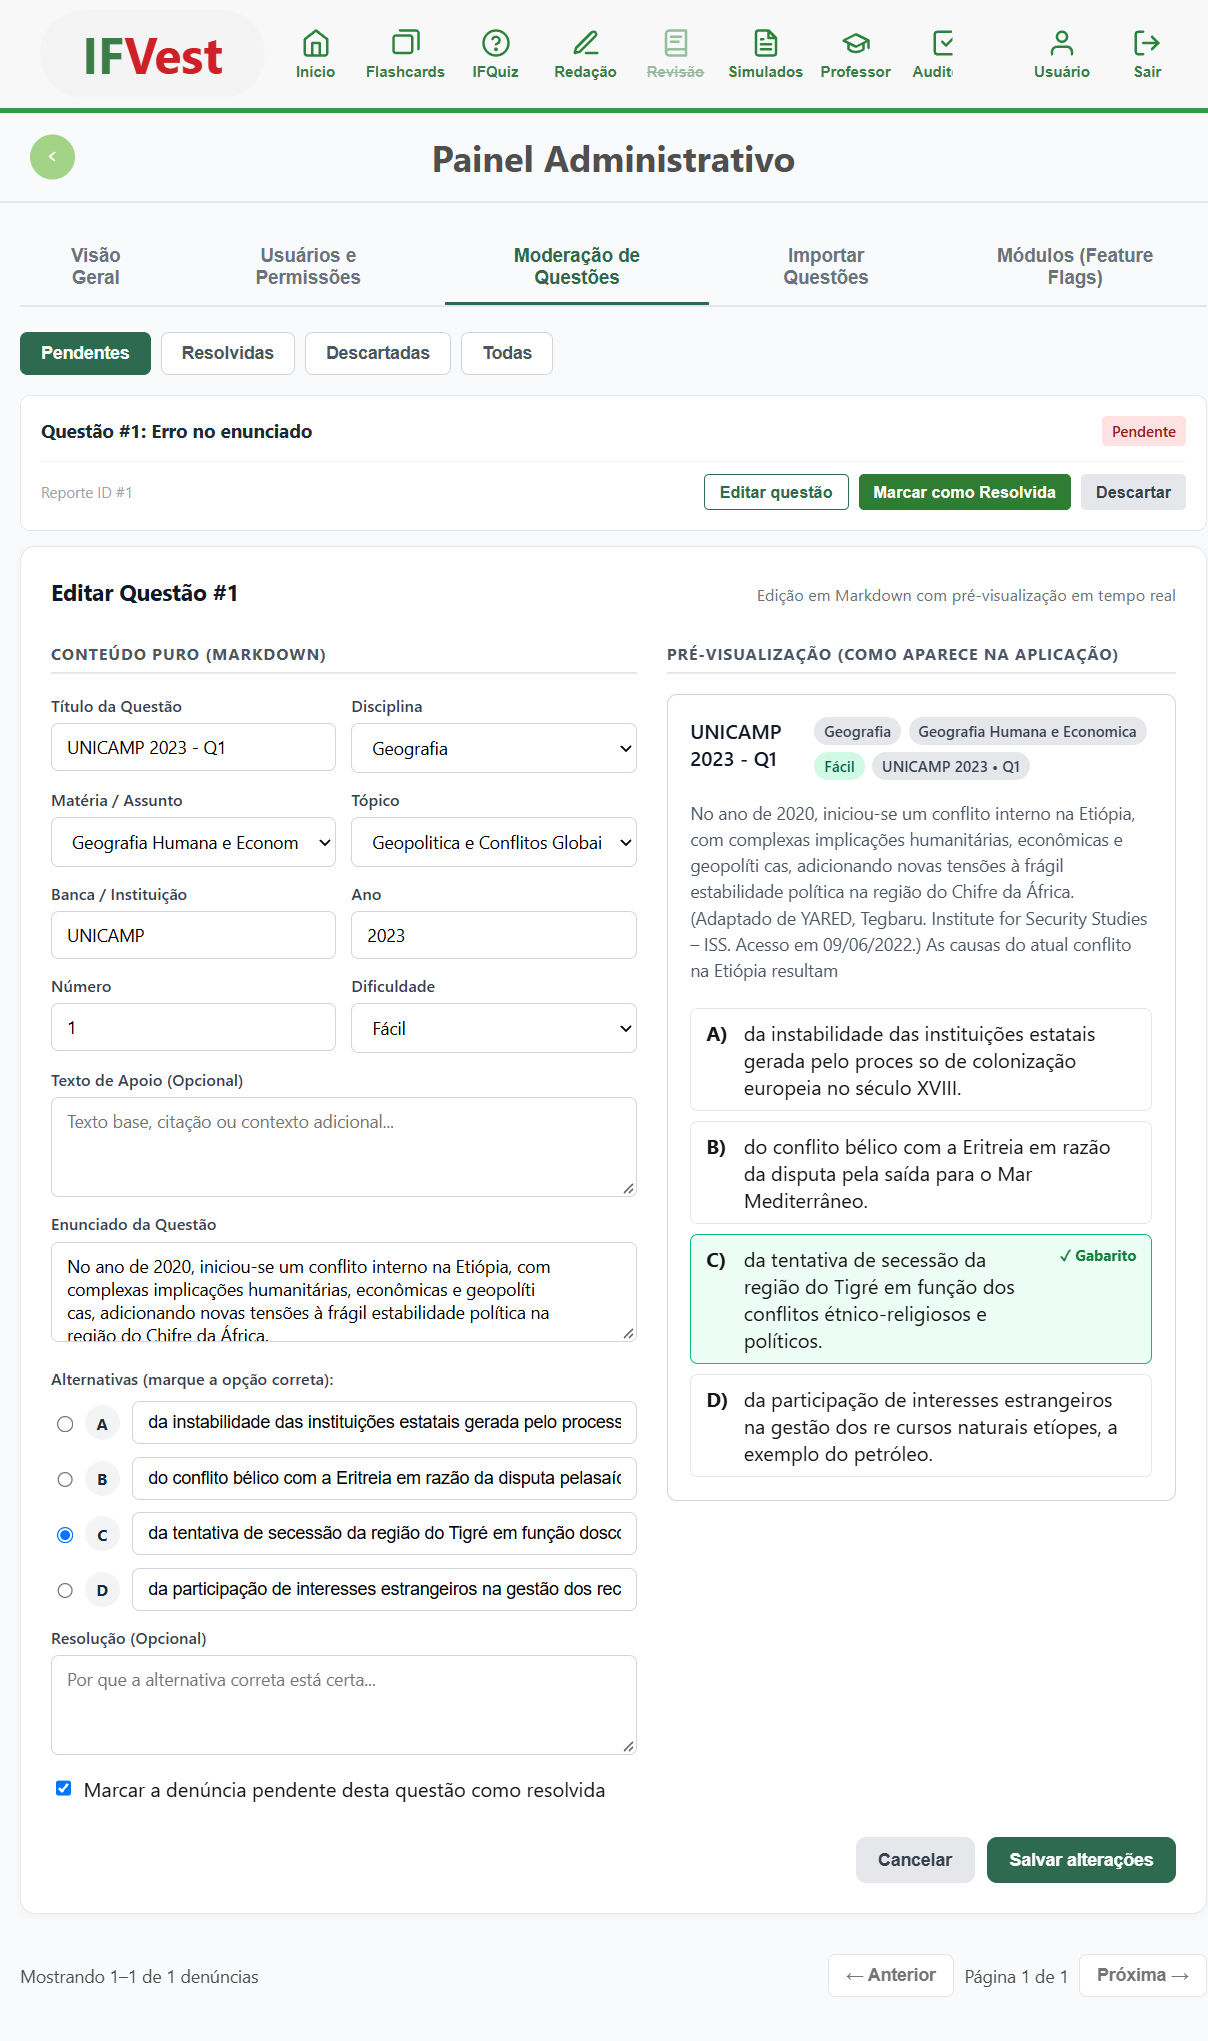 IFVest
Início
Flashcards
IFQuiz
Redação
Revisão
Simulados
Professor
Audit
Usuário
Sair
Painel Administrativo
Visão
Geral
Usuários e
Permissões
Moderação de
Questões
Importar
Questões
Módulos (Feature
Flags)
Pendentes
Resolvidas
Descartadas
Todas
Questão #1: Erro no enunciado
Pendente
Reporte ID #1
Editar questão
Marcar como Resolvida
Descartar
Editar Questão #1
Edição em Markdown com pré-visualização em tempo real
CONTEÚDO PURO (MARKDOWN)
Título da Questão
Disciplina
UNICAMP 2023 - Q1
Geografia
Matéria / Assunto
Tópico
Geografia Humana e Econom
Geopolitica e Conflitos Globai
Banca / Instituição
Ano
UNICAMP
2023
Número
Dificuldade
1
Fácil
Texto de Apoio (Opcional)
Texto base, citação ou contexto adicional...
Enunciado da Questão
No ano de 2020, iniciou-se um conflito interno na Etiópia, com
complexas implicações humanitárias, econômicas e geopolíti
cas, adicionando novas tensões à frágil estabilidade política na
região do Chifre da África.
Alternativas (marque a opção correta):
A
da instabilidade das instituições estatais gerada pelo process
B
do conflito bélico com a Eritreia em razão da disputa pelasaíc
C
da tentativa de secessão da região do Tigré em função dosco
D
da participação de interesses estrangeiros na gestão dos rec
Resolução (Opcional)
Por que a alternativa correta está certa...
Marcar a denúncia pendente desta questão como resolvida
PRÉ-VISUALIZAÇÃO (COMO APARECE NA APLICAÇÃO)
UNICAMP
2023 - Q1
Geografia
Geografia Humana e Economica
Fácil
UNICAMP 2023 • Q1
No ano de 2020, iniciou-se um conflito interno na Etiópia,
com complexas implicações humanitárias, econômicas e
geopolíti cas, adicionando novas tensões à frágil
estabilidade política na região do Chifre da África.
(Adaptado de YARED, Tegbaru. Institute for Security Studies
– ISS. Acesso em 09/06/2022.) As causas do atual conflito
na Etiópia resultam
A)
da instabilidade das instituições estatais
gerada pelo proces so de colonização
europeia no século XVIII.
B)
do conflito bélico com a Eritreia em razão
da disputa pela saída para o Mar
Mediterrâneo.
C)
da tentativa de secessão da
região do Tigré em função dos
conflitos étnico-religiosos e
políticos.
✓ Gabarito
D)
da participação de interesses estrangeiros
na gestão dos re cursos naturais etíopes, a
exemplo do petróleo.
Cancelar
Salvar alterações
Mostrando 1–1 de 1 denúncias
← Anterior
Página 1 de 1
Próxima →